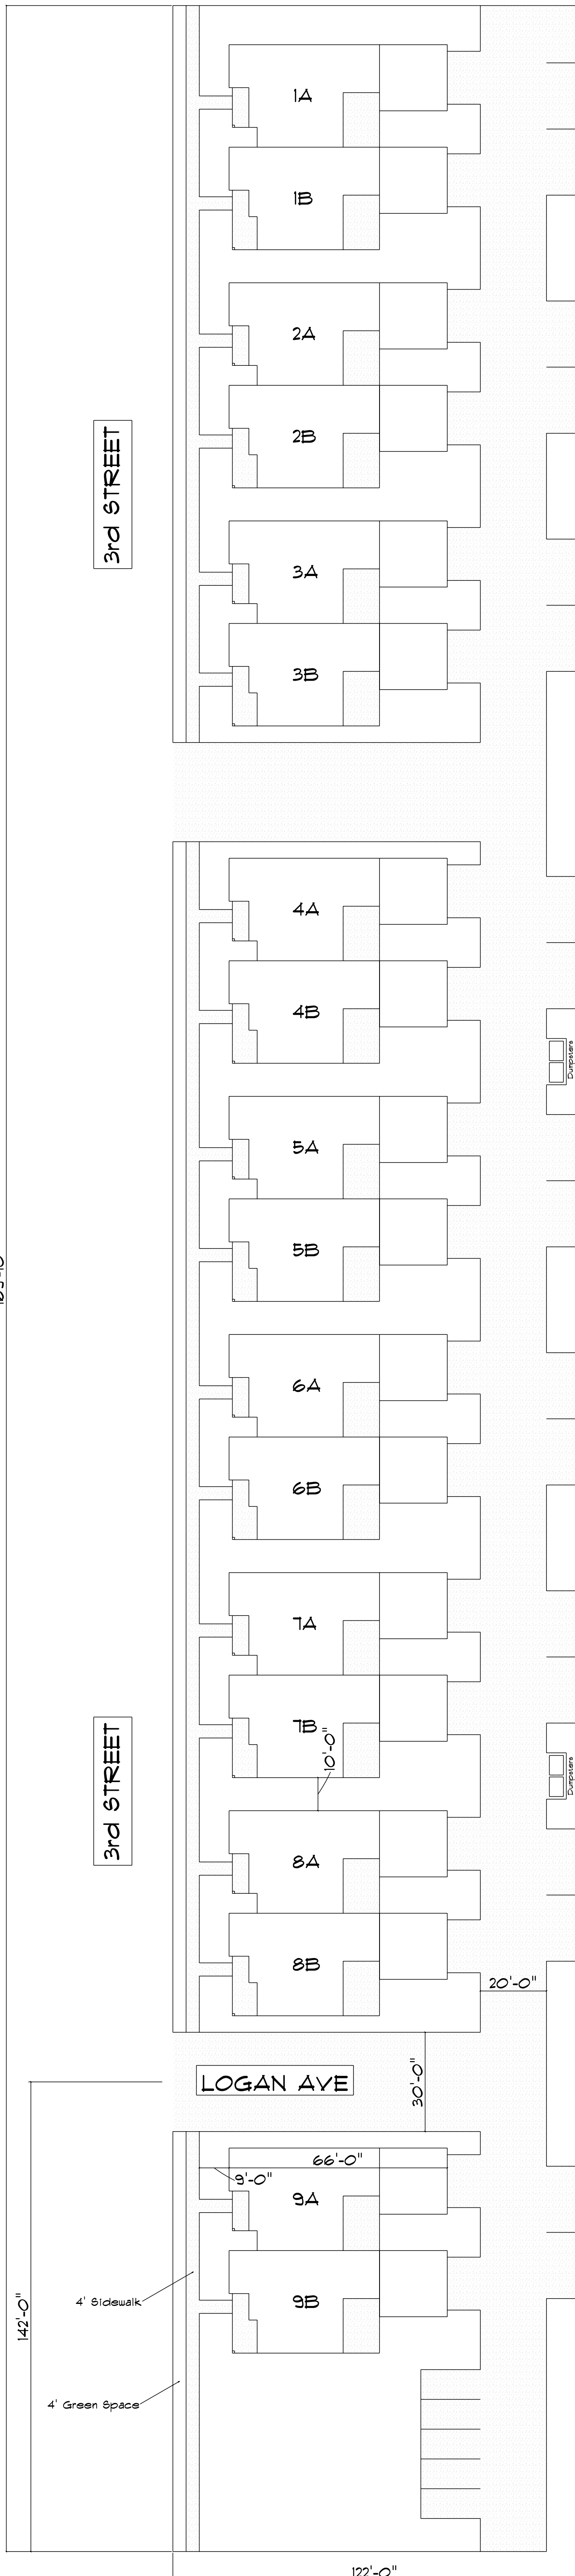 1A
1B
2A
2B
3rd STREET
3A
3B
4A
4B
Dumpsters
5A
5B
6A
6B
7A
7B
10'-0"
3rd STREET
Dumpsters
8A
8B
20'-0"
LOGAN AVE
30'-0"
66'-0"
9'-0"
9A
4' Sidewalk
9B
142'-0"
4' Green Space
122'-0"